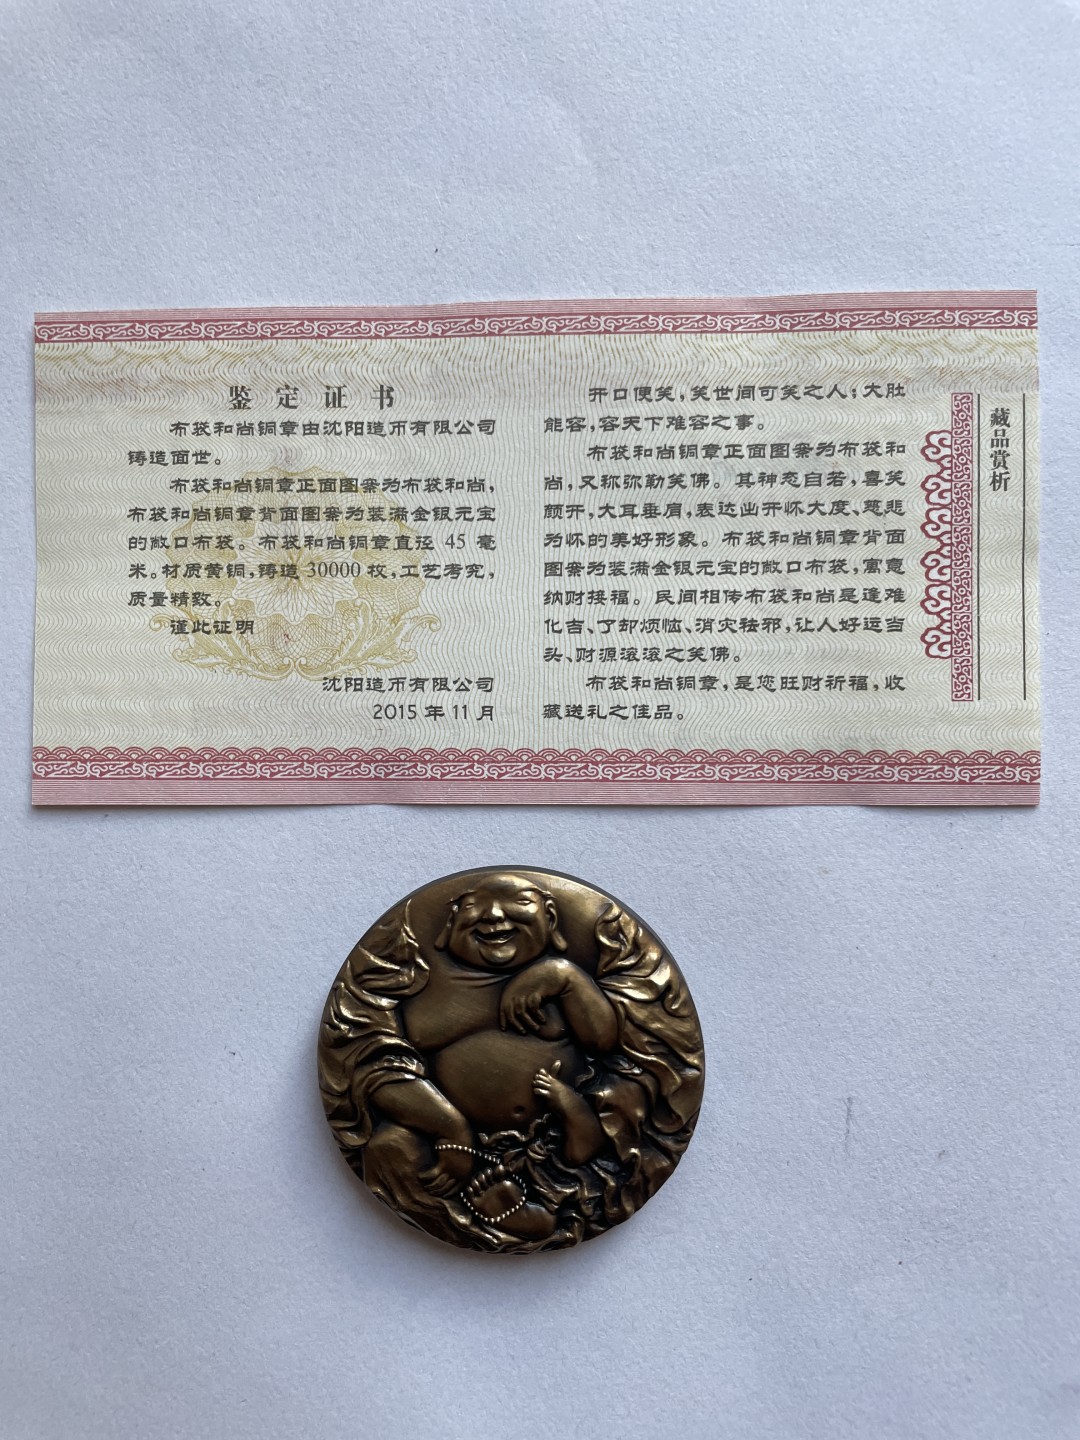 鉴定证书
布袋和尚铜章由沈阳造币有限公司
铸造面世。
布袋和尚铜章正面图案为布袋和尚，
布袋和尚铜章背面图案为装满金银元宝
的敞口布袋。布袋和尚铜章直径 45 毫
米。材质黄铜，铸造 30000 枚，工艺考究，
质量精致。
谨此证明
沈阳造币有限公司
2015 年 11 月
藏品赏析
开口便笑，笑世间可笑之人；大肚
能容，容天下难容之事。
布袋和尚铜章正面图案为布袋和
尚，又称弥勒笑佛。其神态自若，喜笑
颜开，大耳垂肩，表达出开怀大度、慈悲
为怀的美好形象。布袋和尚铜章背面
图案为装满金银元宝的敞口布袋，寓意
纳财接福。民间相传布袋和尚是逢难
化吉、了却烦恼、消灾祛邪，让人好运当
头、财源滚滚之笑佛。
布袋和尚铜章，是您旺财祈福，收
藏送礼之佳品。